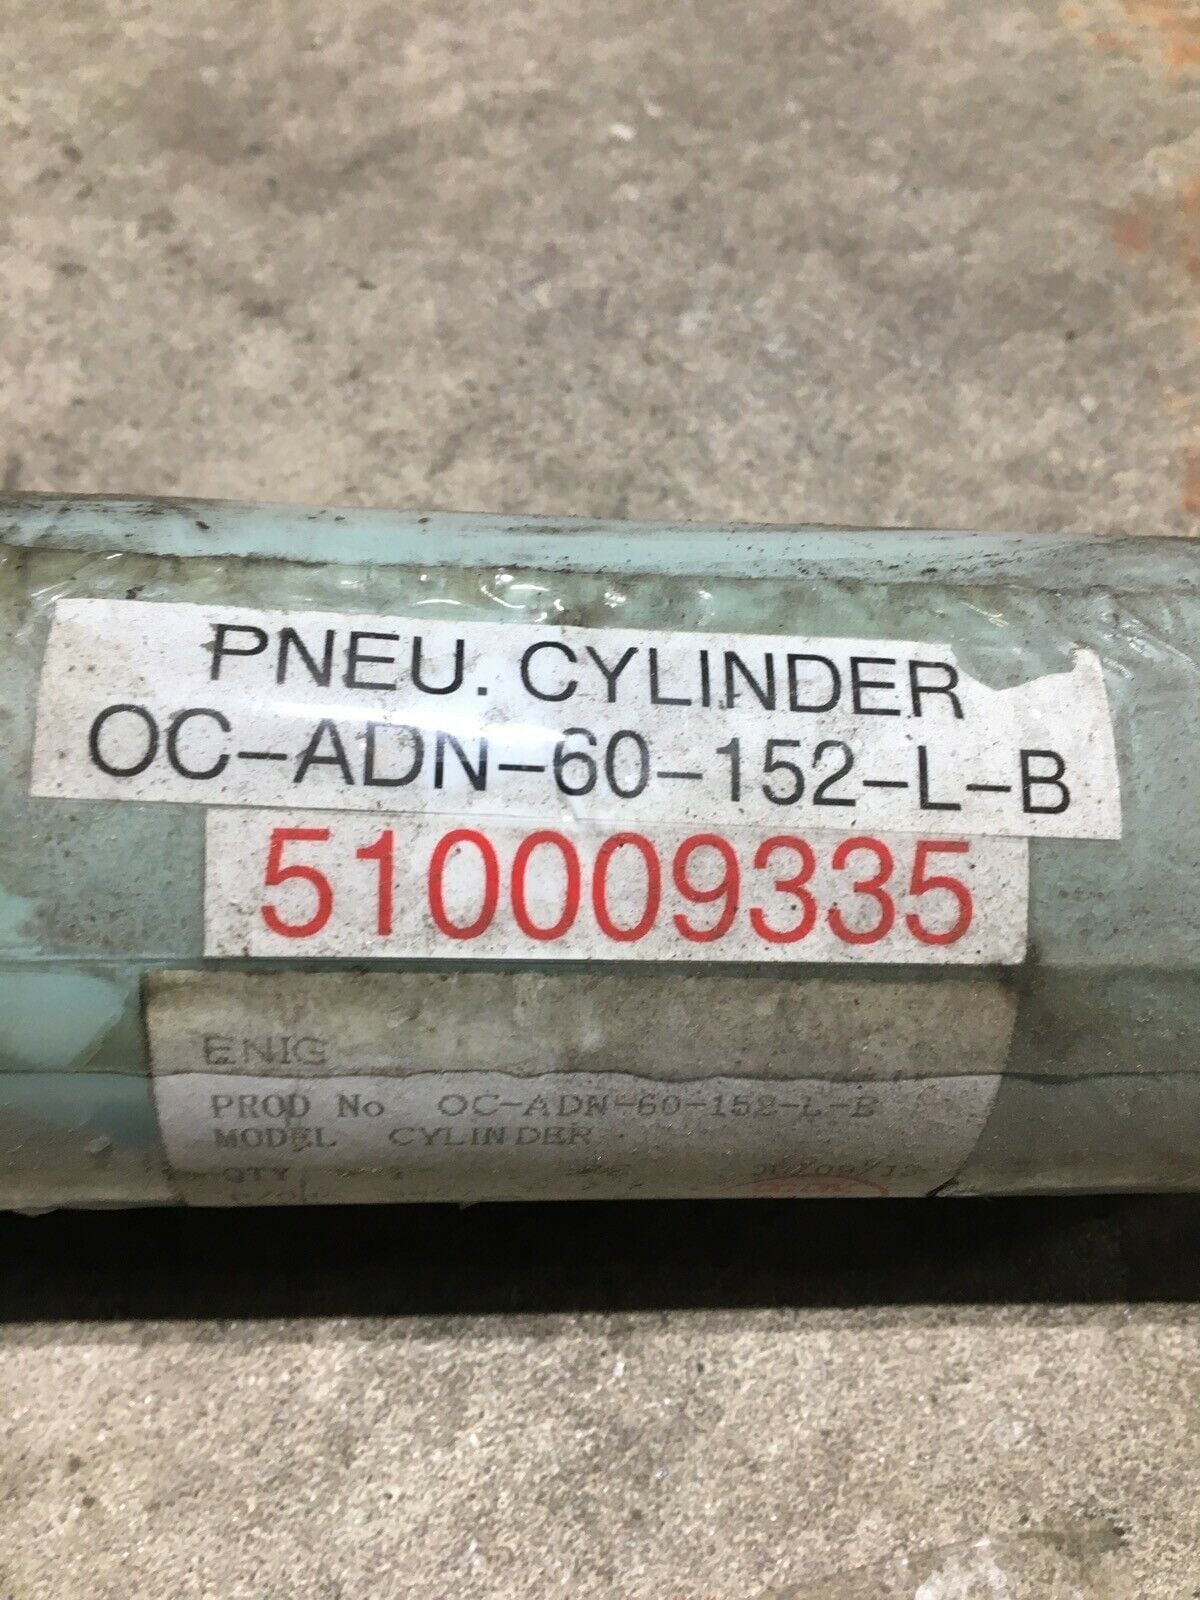 PNEU. CYLINDER
OC-ADN-60-152-L-B
510009335
ENIG
PROD No OC-ADN-60-152-L-B
MODEL CYLINDER
QTY